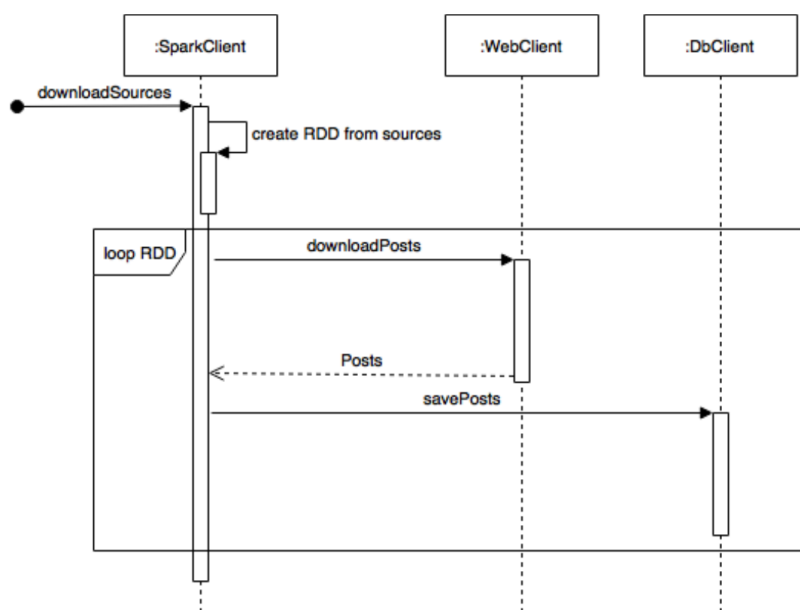 :SparkClient
:WebClient
:DbClient
downloadSources
create RDD from sources
loop RDD
downloadPosts
Posts
savePosts